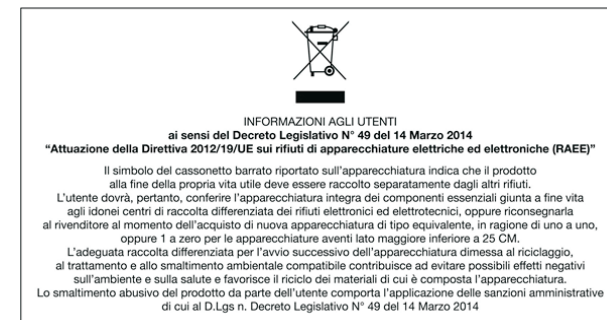 INFORMAZIONI AGLI UTENTI
ai sensi del Decreto Legislativo N° 49 del 14 Marzo 2014
“Attuazione della Direttiva 2012/19/UE sui rifiuti di apparecchiature elettriche ed elettroniche (RAEE)”
Il simbolo del cassonetto barrato riportato sull’apparecchiatura indica che il prodotto
alla fine della propria vita utile deve essere raccolto separatamente dagli altri rifiuti.
L’utente dovrà, pertanto, conferire l’apparecchiatura integra dei componenti essenziali giunta a fine vita
agli idonei centri di raccolta differenziata dei rifiuti elettronici ed elettrotecnici, oppure riconsegnarla
al rivenditore al momento dell’acquisto di nuova apparecchiatura di tipo equivalente, in ragione di uno a uno,
oppure 1 a zero per le apparecchiature aventi lato maggiore inferiore a 25 CM.
L’adeguata raccolta differenziata per l’avvio successivo dell’apparecchiatura dimessa al riciclaggio,
al trattamento e allo smaltimento ambientale compatibile contribuisce ad evitare possibili effetti negativi
sull’ambiente e sulla salute e favorisce il riciclo dei materiali di cui è composta l’apparecchiatura.
Lo smaltimento abusivo del prodotto da parte dell’utente comporta l’applicazione delle sanzioni amministrative
di cui al D.Lgs n. Decreto Legislativo N° 49 del 14 Marzo 2014